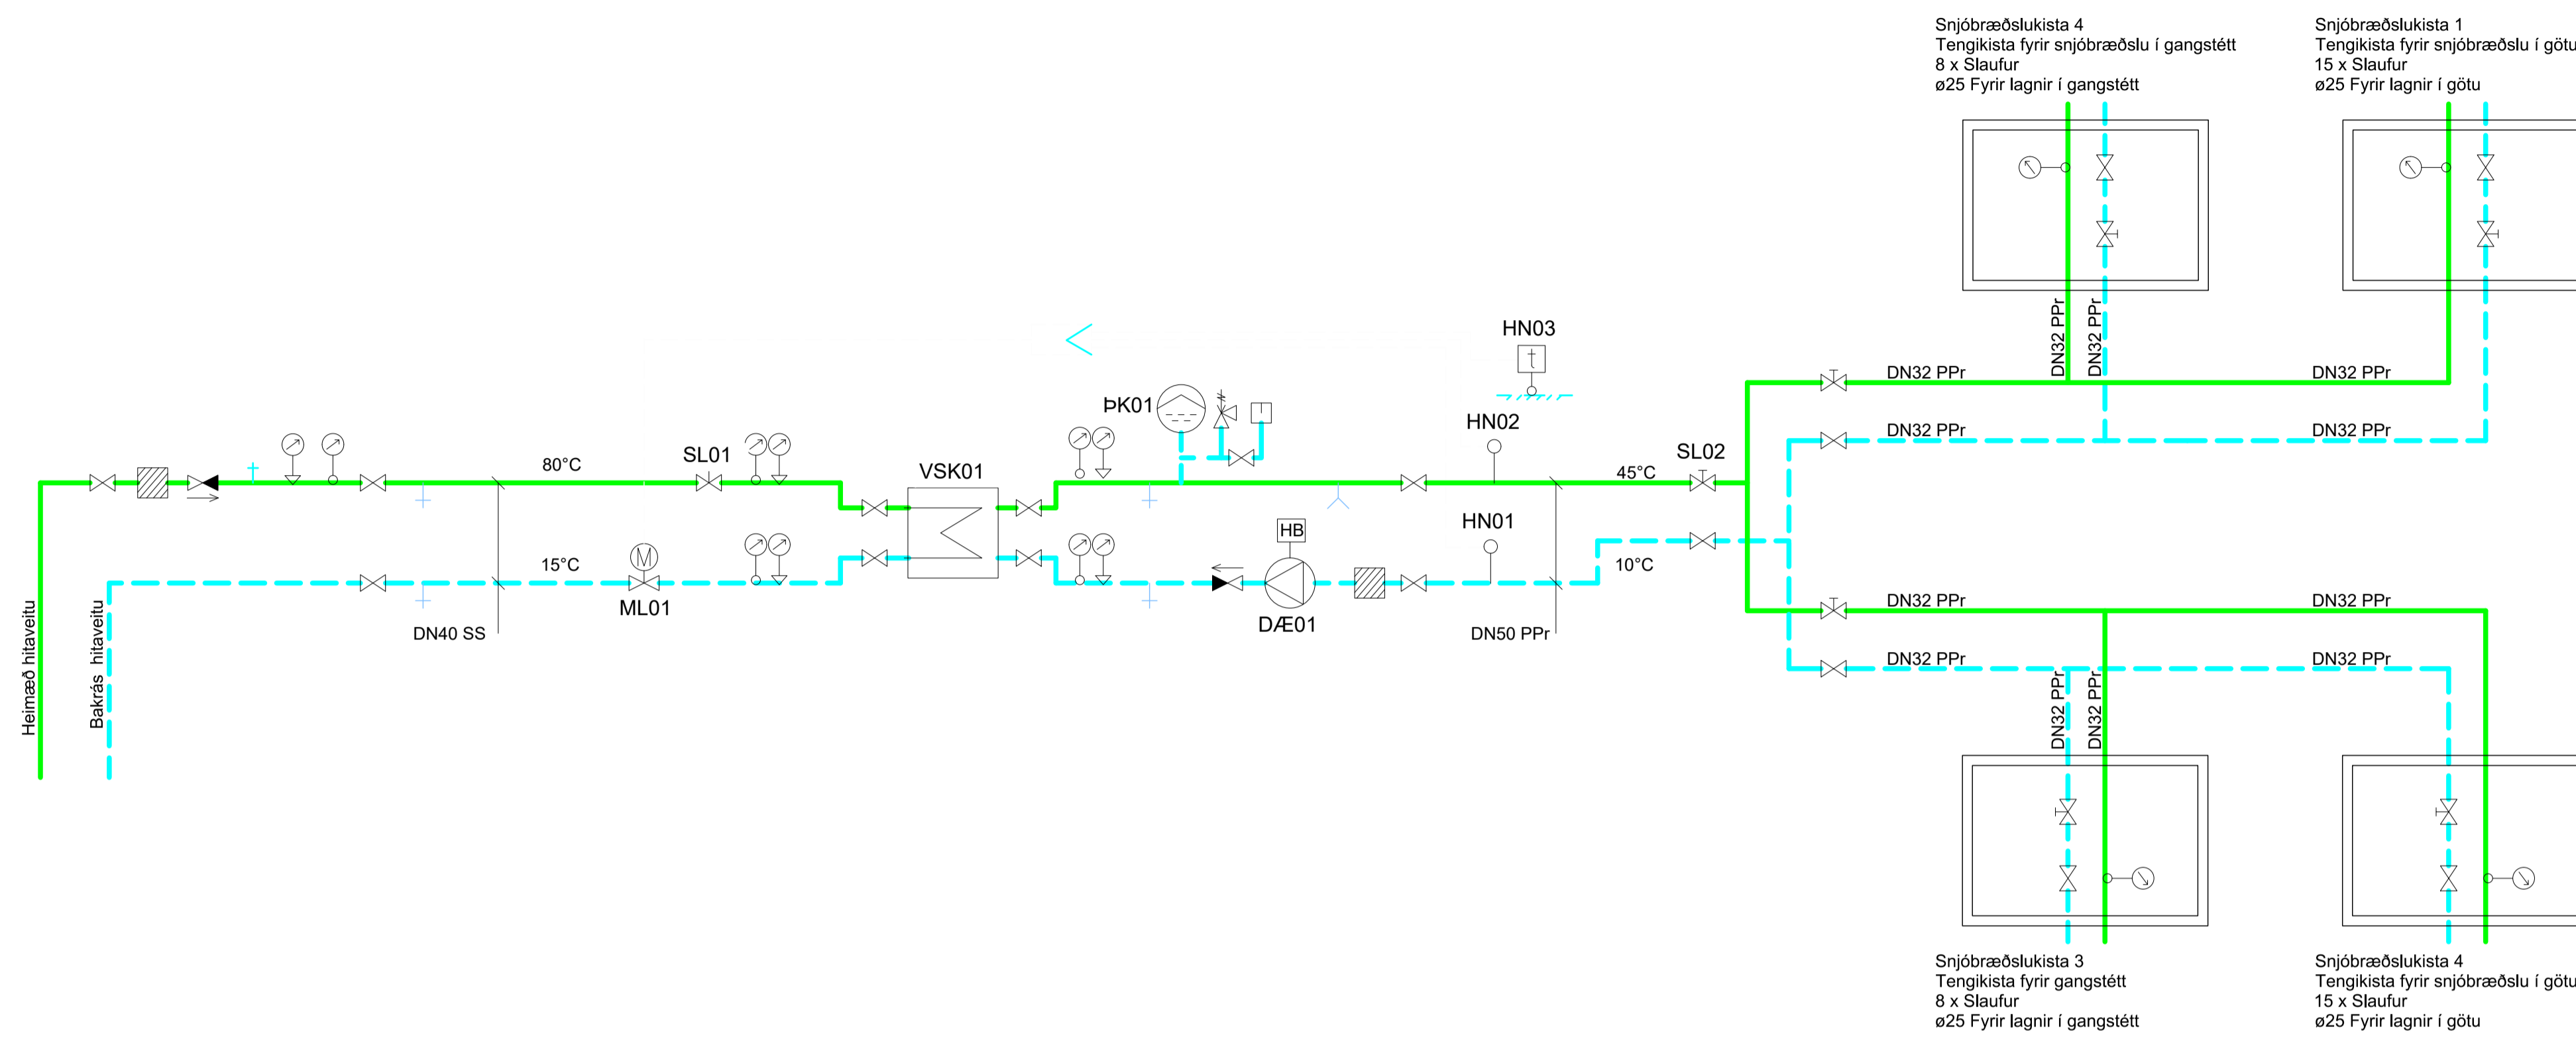 Snjóbræðslukista 4
Tengikista fyrir snjóbræðslu í gangstétt
8 x Slaufur
ø25 Fyrir lagnir í gangstétt
Snjóbræðslukista 1
Tengikista fyrir snjóbræðslu í götu
15 x Slaufur
ø25 Fyrir lagnir í götu
DN32 PPr
DN32 PPr
HN03
t
DN32 PPr
DN32 PPr
ÞK01
HN02
DN32 PPr
DN32 PPr
80°C
SL01
VSK01
45°C
SL02
HB
HN01
15°C
M
ML01
10°C
DÆ01
DN40 SS
DN50 PPr
DN32 PPr
DN32 PPr
Heimæð hitaveitu
Bakrás hitaveitu
DN32 PPr
DN32 PPr
DN32 PPr
DN32 PPr
Snjóbræðslukista 3
Tengikista fyrir gangstétt
8 x Slaufur
ø25 Fyrir lagnir í gangstétt
Snjóbræðslukista 4
Tengikista fyrir snjóbræðslu í götu
15 x Slaufur
ø25 Fyrir lagnir í götu